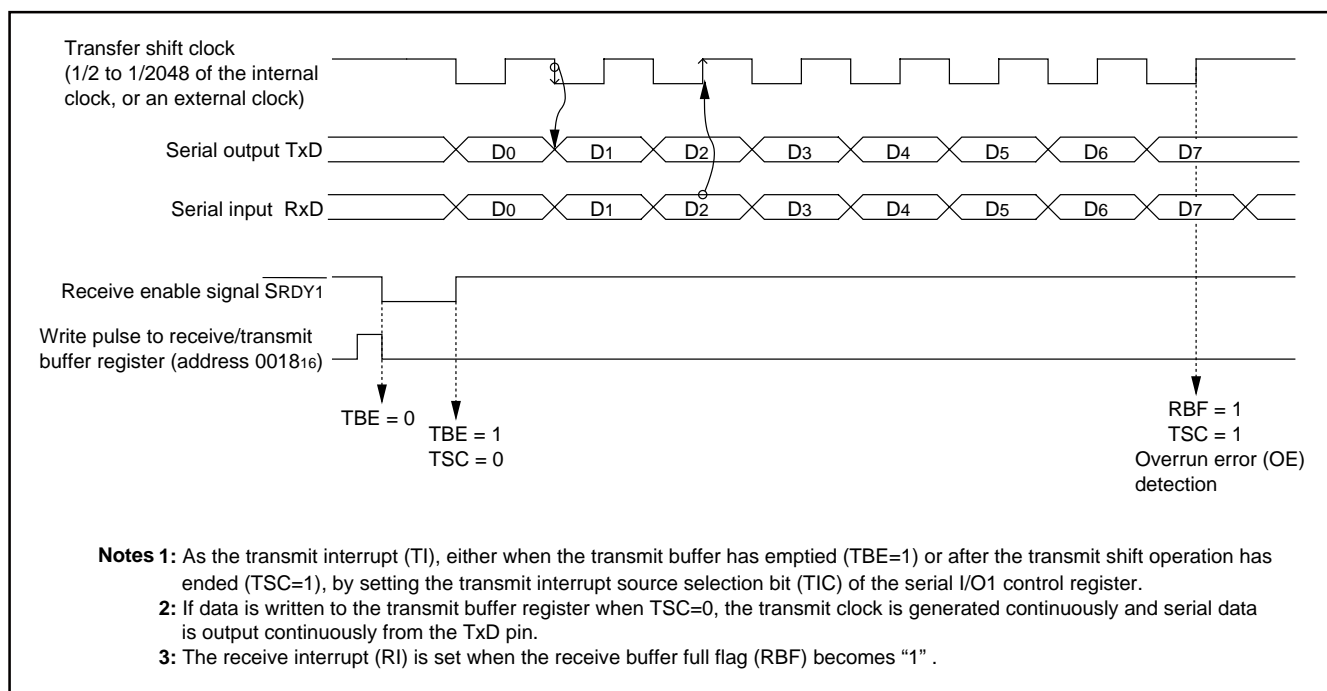 Transfer shift clock
(1/2 to 1/2048 of the internal
clock, or an external clock)
Serial output TxD
D0 D1 D2 D3 D4 D5 D6 D7
Serial input RxD
D0 D1 D2 D3 D4 D5 D6 D7
Receive enable signal SRDY1
Write pulse to receive/transmit
buffer register (address 001816)
TBE = 0
TBE = 1
TSC = 0
RBF = 1
TSC = 1
Overrun error (OE)
detection
Notes 1: As the transmit interrupt (TI), either when the transmit buffer has emptied (TBE=1) or after the transmit shift operation has
ended (TSC=1), by setting the transmit interrupt source selection bit (TIC) of the serial I/O1 control register.
2: If data is written to the transmit buffer register when TSC=0, the transmit clock is generated continuously and serial data
is output continuously from the TxD pin.
3: The receive interrupt (RI) is set when the receive buffer full flag (RBF) becomes “1” .